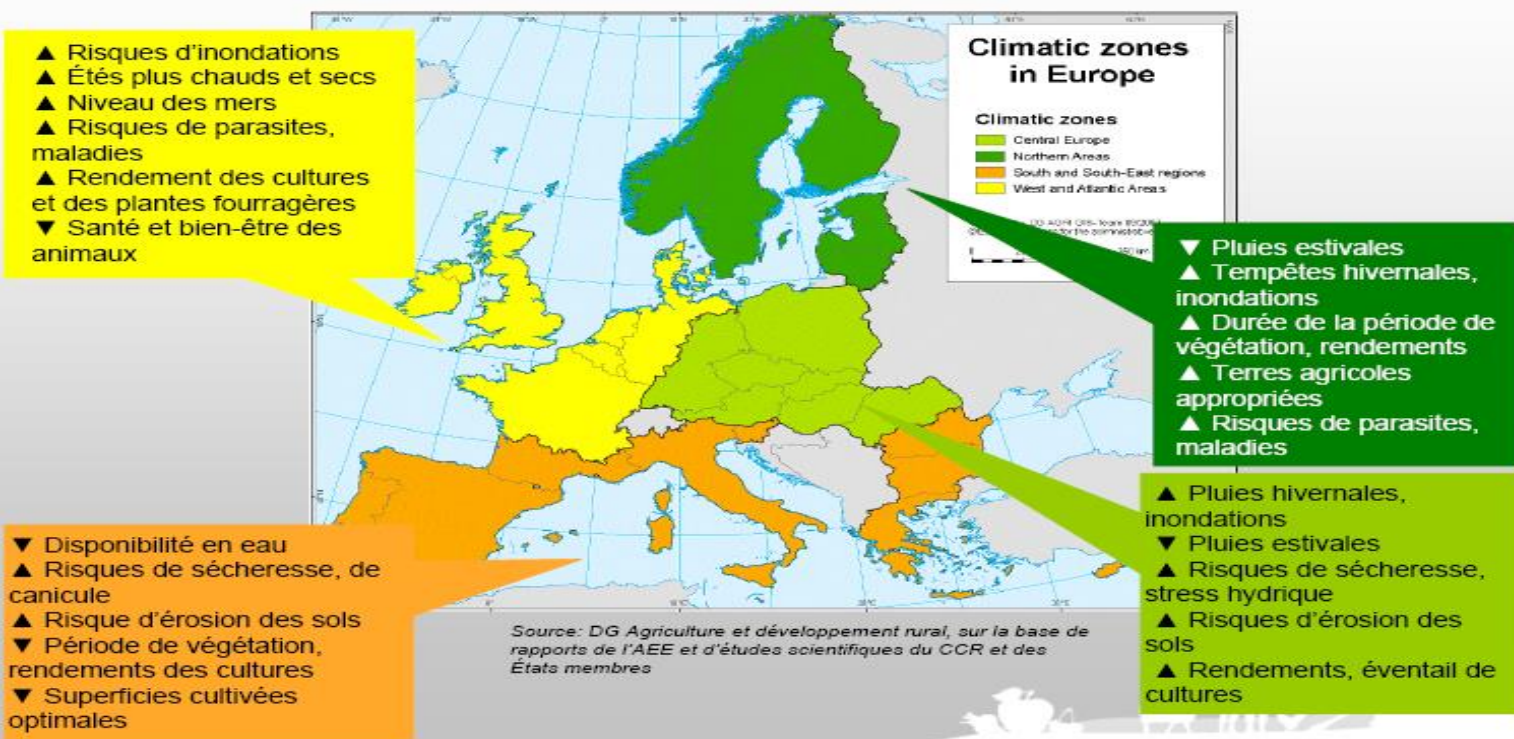 ▲ Risques d'inondations
▲ Étés plus chauds et secs
▲ Niveau des mers
▲ Risques de parasites,
maladies
▲ Rendement des cultures
et des plantes fourragères
▼ Santé et bien-être des
animaux
Climatic zones
in Europe
Climatic zones
Central Europe
Northern Areas
South and South-East regions
West and Atlantic Areas
for the administrative
▼ Pluies estivales
▲ Tempêtes hivernales,
inondations
▲ Durée de la période de
végétation, rendements
▲ Terres agricoles
appropriées
▲ Risques de parasites,
maladies
▲ Pluies hivernales,
inondations
▼ Pluies estivales
▲ Risques de sécheresse,
stress hydrique
▲ Risques d'érosion des
sols
▲ Rendements, éventail de
cultures
▼ Disponibilité en eau
▲ Risques de sécheresse, de
canicule
▲ Risque d'érosion des sols
▼ Période de végétation,
rendements des cultures
▼ Superficies cultivées
optimales
Source: DG Agriculture et développement rural, sur la base de
rapports de l'AEE et d'études scientifiques du CCR et des
États membres